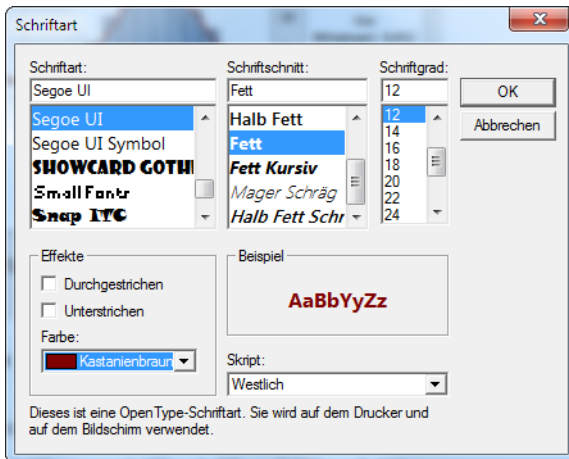 Schriftart
Schriftart:
Segoe UI
Segoe UI
Segoe UI Symbol
SHOWCARD GOTHI
Small Fonts
Snap ITC
Schriftschnitt:
Fett
Halb Fett
Fett
Fett Kursiv
Mager Schräg
Halb Fett Schr
Schriftgrad:
12
12
14
16
18
20
22
24
OK
Abbrechen
Effekte
Durchgestrichen
Unterstrichen
Farbe:
Kastanienbraun
Beispiel
AaBbYyZz
Skript:
Westlich
Dieses ist eine OpenType-Schriftart. Sie wird auf dem Drucker und
auf dem Bildschirm verwendet.